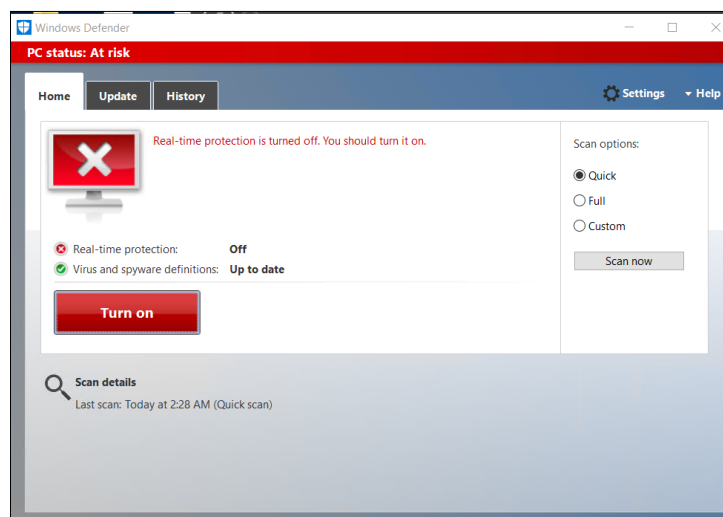 Windows Defender
PC status: At risk
Home Update History Settings Help
Real-time protection is turned off. You should turn it on.
Scan options:
Quick
Full
Custom
Scan now
Real-time protection: Off
Virus and spyware definitions: Up to date
Turn on
Scan details
Last scan: Today at 2:28 AM (Quick scan)